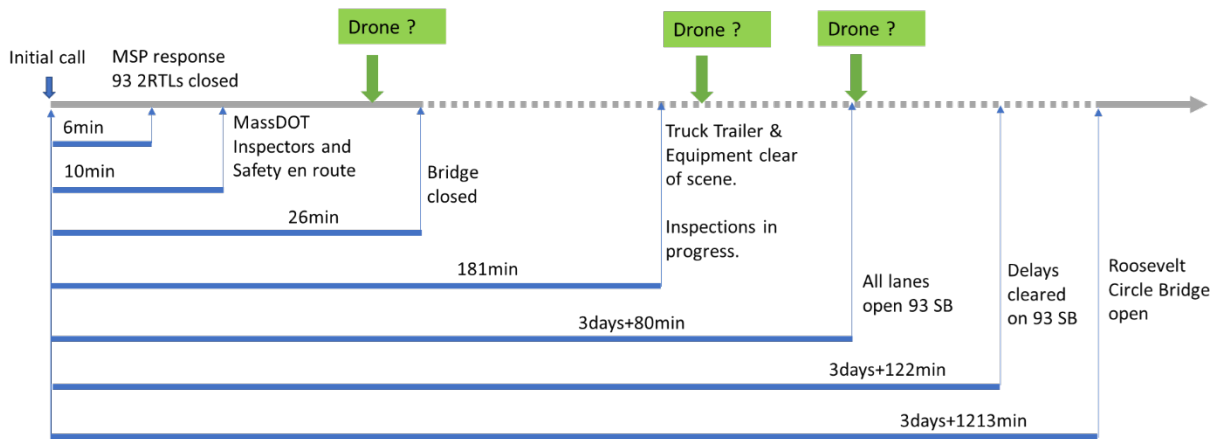 Drone ?
Drone ?
Drone ?
Initial call
MSP response
93 2RTLs closed
6min
10min
MassDOT
Inspectors and
Safety en route
26min
Bridge
closed
181min
Truck Trailer &
Equipment clear
of scene.
Inspections in
progress.
3days+80min
All lanes
open 93 SB
3days+122min
Delays
cleared
on 93 SB
3days+1213min
Roosevelt
Circle Bridge
open